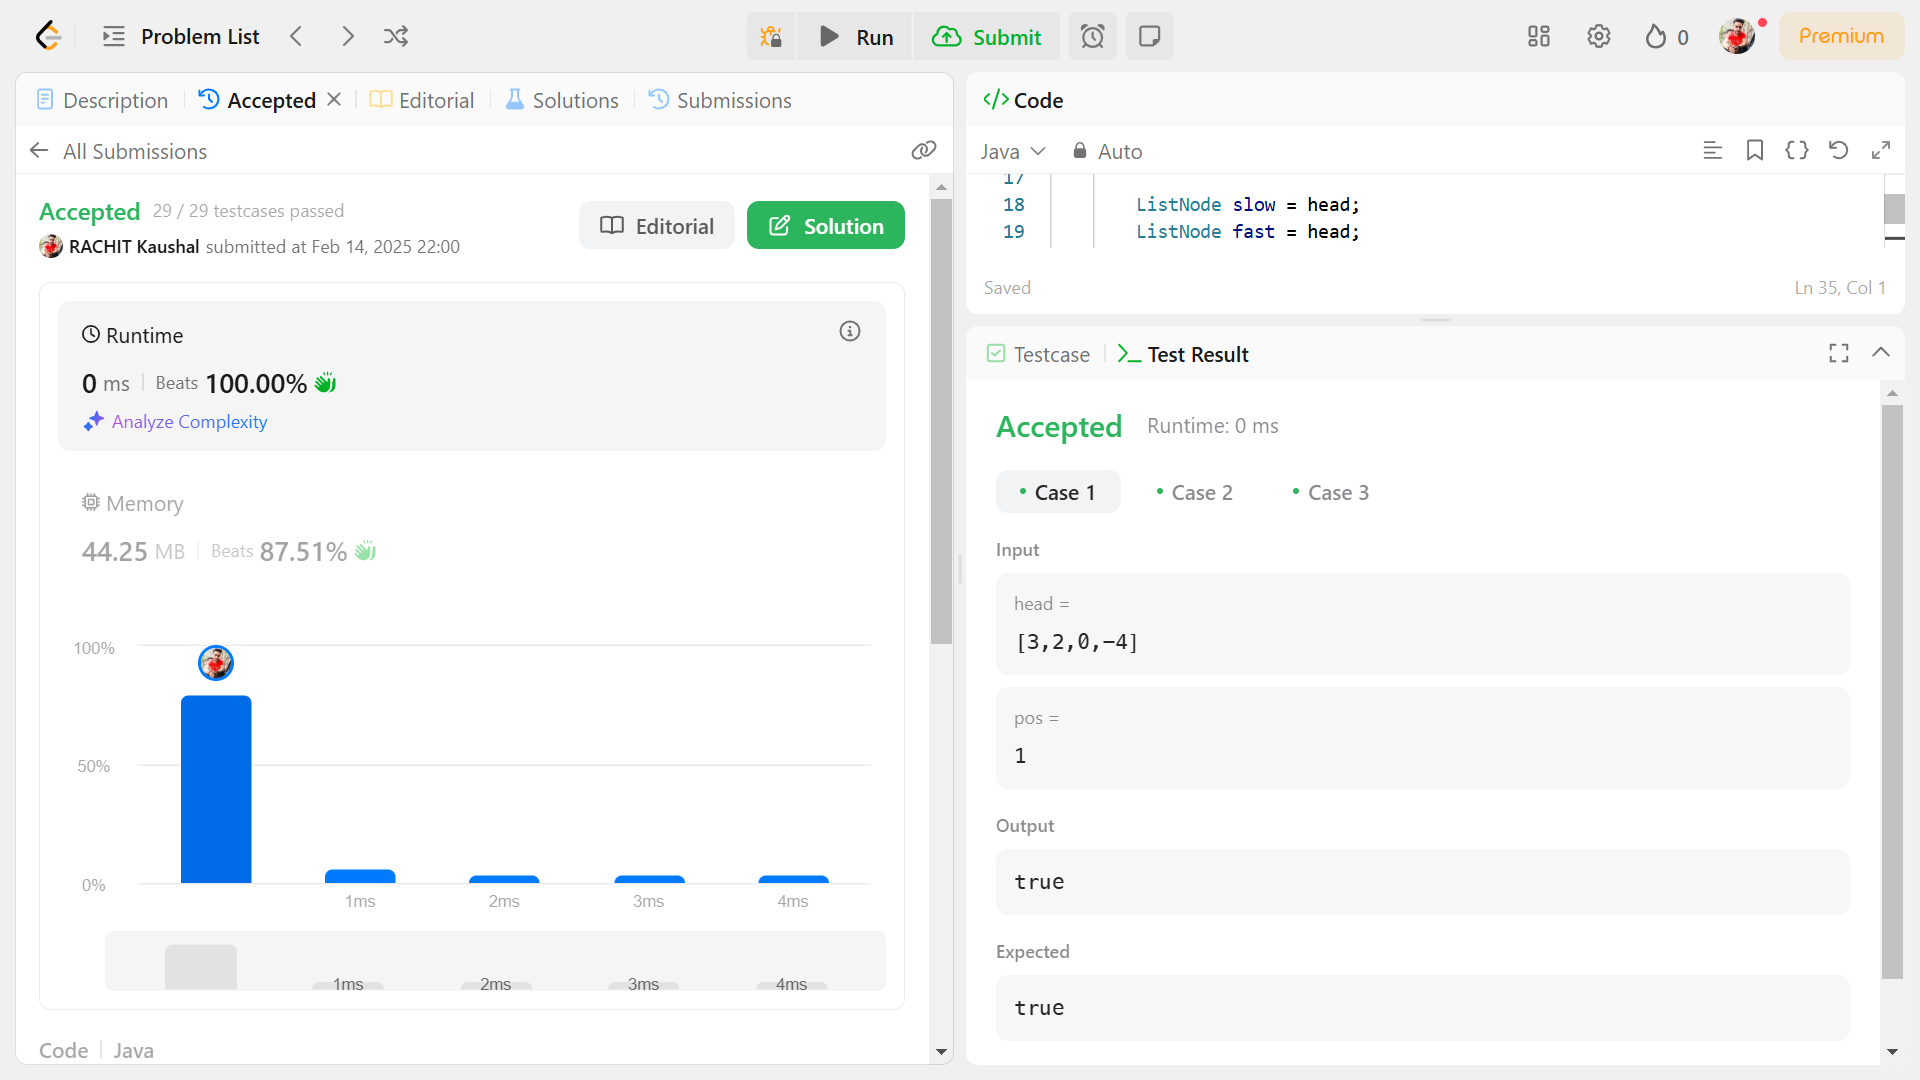 Problem List
Run
Submit
0
Premium
Description
Accepted
Editorial
Solutions
Submissions
All Submissions
Accepted 29 / 29 testcases passed
RACHIT Kaushal submitted at Feb 14, 2025 22:00
Editorial
Solution
Runtime
0 ms Beats 100.00%
Analyze Complexity
Memory
44.25 MB Beats 87.51%
100%
50%
0%
1ms 2ms 3ms 4ms
1ms 2ms 3ms 4ms
Code Java
</> Code
Java Auto
17
18 ListNode slow = head;
19 ListNode fast = head;
Saved
Ln 35, Col 1
Testcase
Test Result
Accepted Runtime: 0 ms
Case 1 Case 2 Case 3
Input
head =
[3,2,0,-4]
pos =
1
Output
true
Expected
true